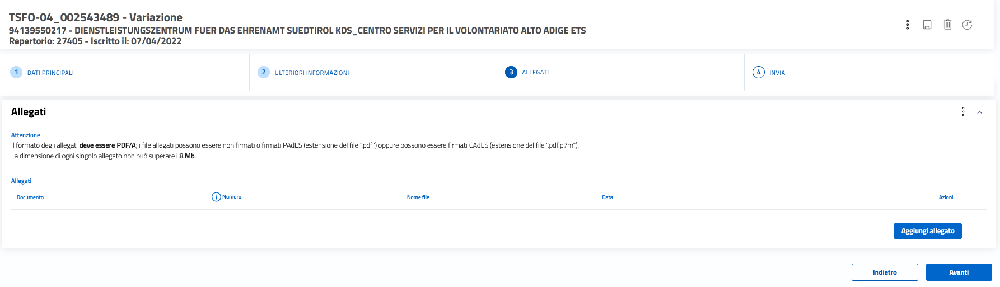 TSFO-04_002543489 - Variazione
94139550217 - DIENSTLEISTUNGSZENTRUM FUER DAS EHRENAMT SUEDTIROL KDS_CENTRO SERVIZI PER IL VOLONTARIATO ALTO ADIGE ETS
Repertorio: 27405 - Iscritto il: 07/04/2022
1 DATI PRINCIPALI
2 ULTERIORI INFORMAZIONI
3 ALLEGATI
4 INVIA
Allegati
Attenzione
Il formato degli allegati deve essere PDF/A; i file allegati possono essere non firmati o firmati PAdES (estensione del file ".pdf") oppure possono essere firmati CAdES (estensione del file ".pdf.p7m").
La dimensione di ogni singolo allegato non può superare i 8 Mb.
Allegati
Documento Numero Nome file Data Azioni
Aggiungi allegato
Indietro Avanti